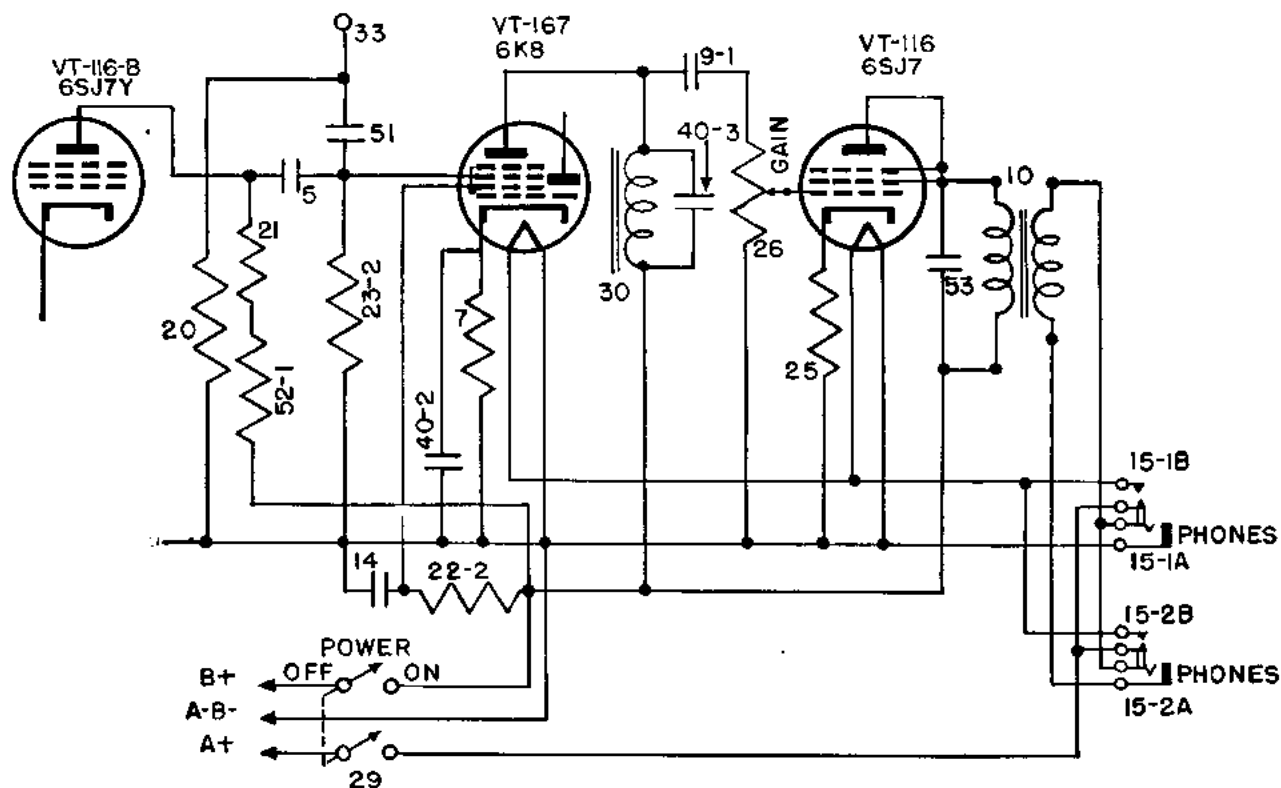 VT-116-B
6SJ7Y
33
VT-167
6K8
9-1
VT-116
6SJ7
51
40-3
GAIN
5
10
21
23-2
20
7
30
26
25
53
52-1
40-2
15-1B
PHONES
15-1A
14
22-2
15-2B
PHONES
15-2A
POWER
B+
OFF
ON
A-B-
A+
29